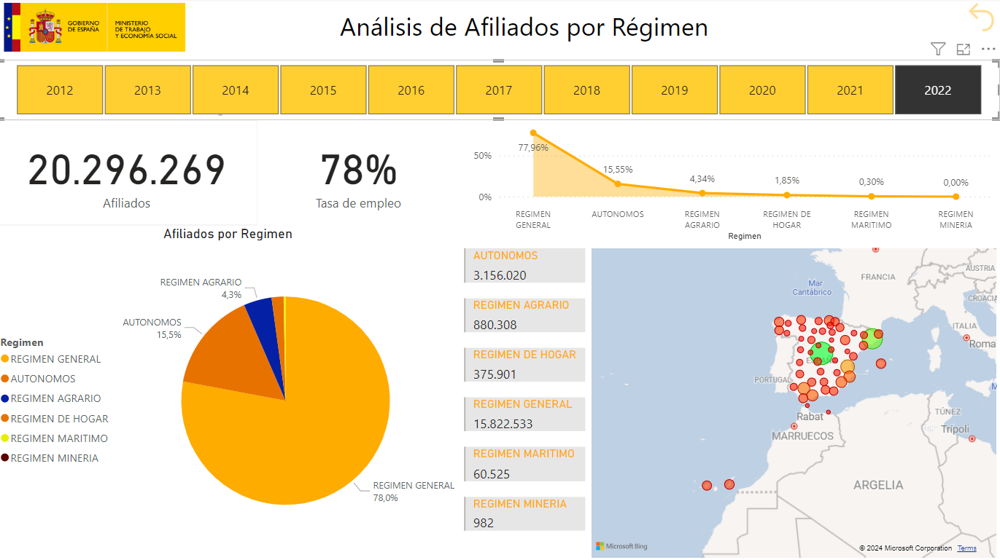 GOBIERNO
DE ESPAÑA
MINISTERIO
DE TRABAJO
Y ECONOMÍA SOCIAL
Análisis de Afiliados por Régimen
2012
2013
2014
2015
2016
2017
2018
2019
2020
2021
2022
20.296.269
Afiliados
78%
Tasa de empleo
50%
0%
77,96%
15,55%
4,34%
1,85%
0,30%
0,00%
REGIMEN
GENERAL
AUTONOMOS
REGIMEN
AGRARIO
REGIMEN DE
HOGAR
REGIMEN
MARITIMO
REGIMEN
MINERIA
Regimen
Afiliados por Regimen
REGIMEN AGRARIO
4,3%
AUTONOMOS
15,5%
REGIMEN GENERAL
78,0%
Regimen
REGIMEN GENERAL
AUTONOMOS
REGIMEN AGRARIO
REGIMEN DE HOGAR
REGIMEN MARITIMO
REGIMEN MINERIA
AUTONOMOS
3.156.020
REGIMEN AGRARIO
880.308
REGIMEN DE HOGAR
375.901
REGIMEN GENERAL
15.822.533
REGIMEN MARITIMO
60.525
REGIMEN MINERIA
982
FRANCIA
AUSTRIA
Mar
Cantábrico
CROACIA
ITALIA
Roma
PORTUGAL
TÚNEZ
Trípoli
Rabat
MARRUECOS
ARGELIA
Microsoft Bing
© 2024 Microsoft Corporation Terms